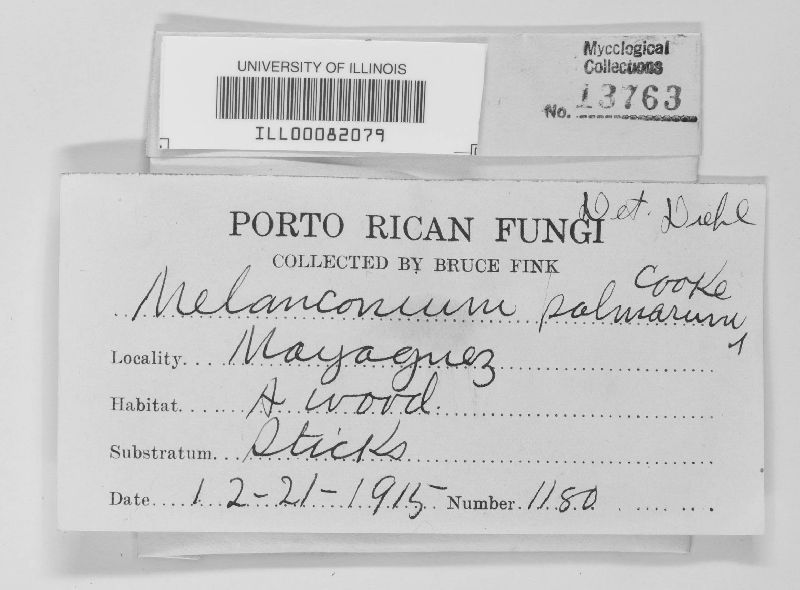 UNIVERSITY OF ILLINOIS
ILL00082079
Mycological
Collections
No. 13763
Det. Diehl
PORTO RICAN FUNGI
COLLECTED BY BRUCE FINK
Melanconium palmarum Cooke
Locality.... Mayaguez
Habitat...... A wood
Substratum... Sticks
Date.... 12-21-1915 Number. 1180